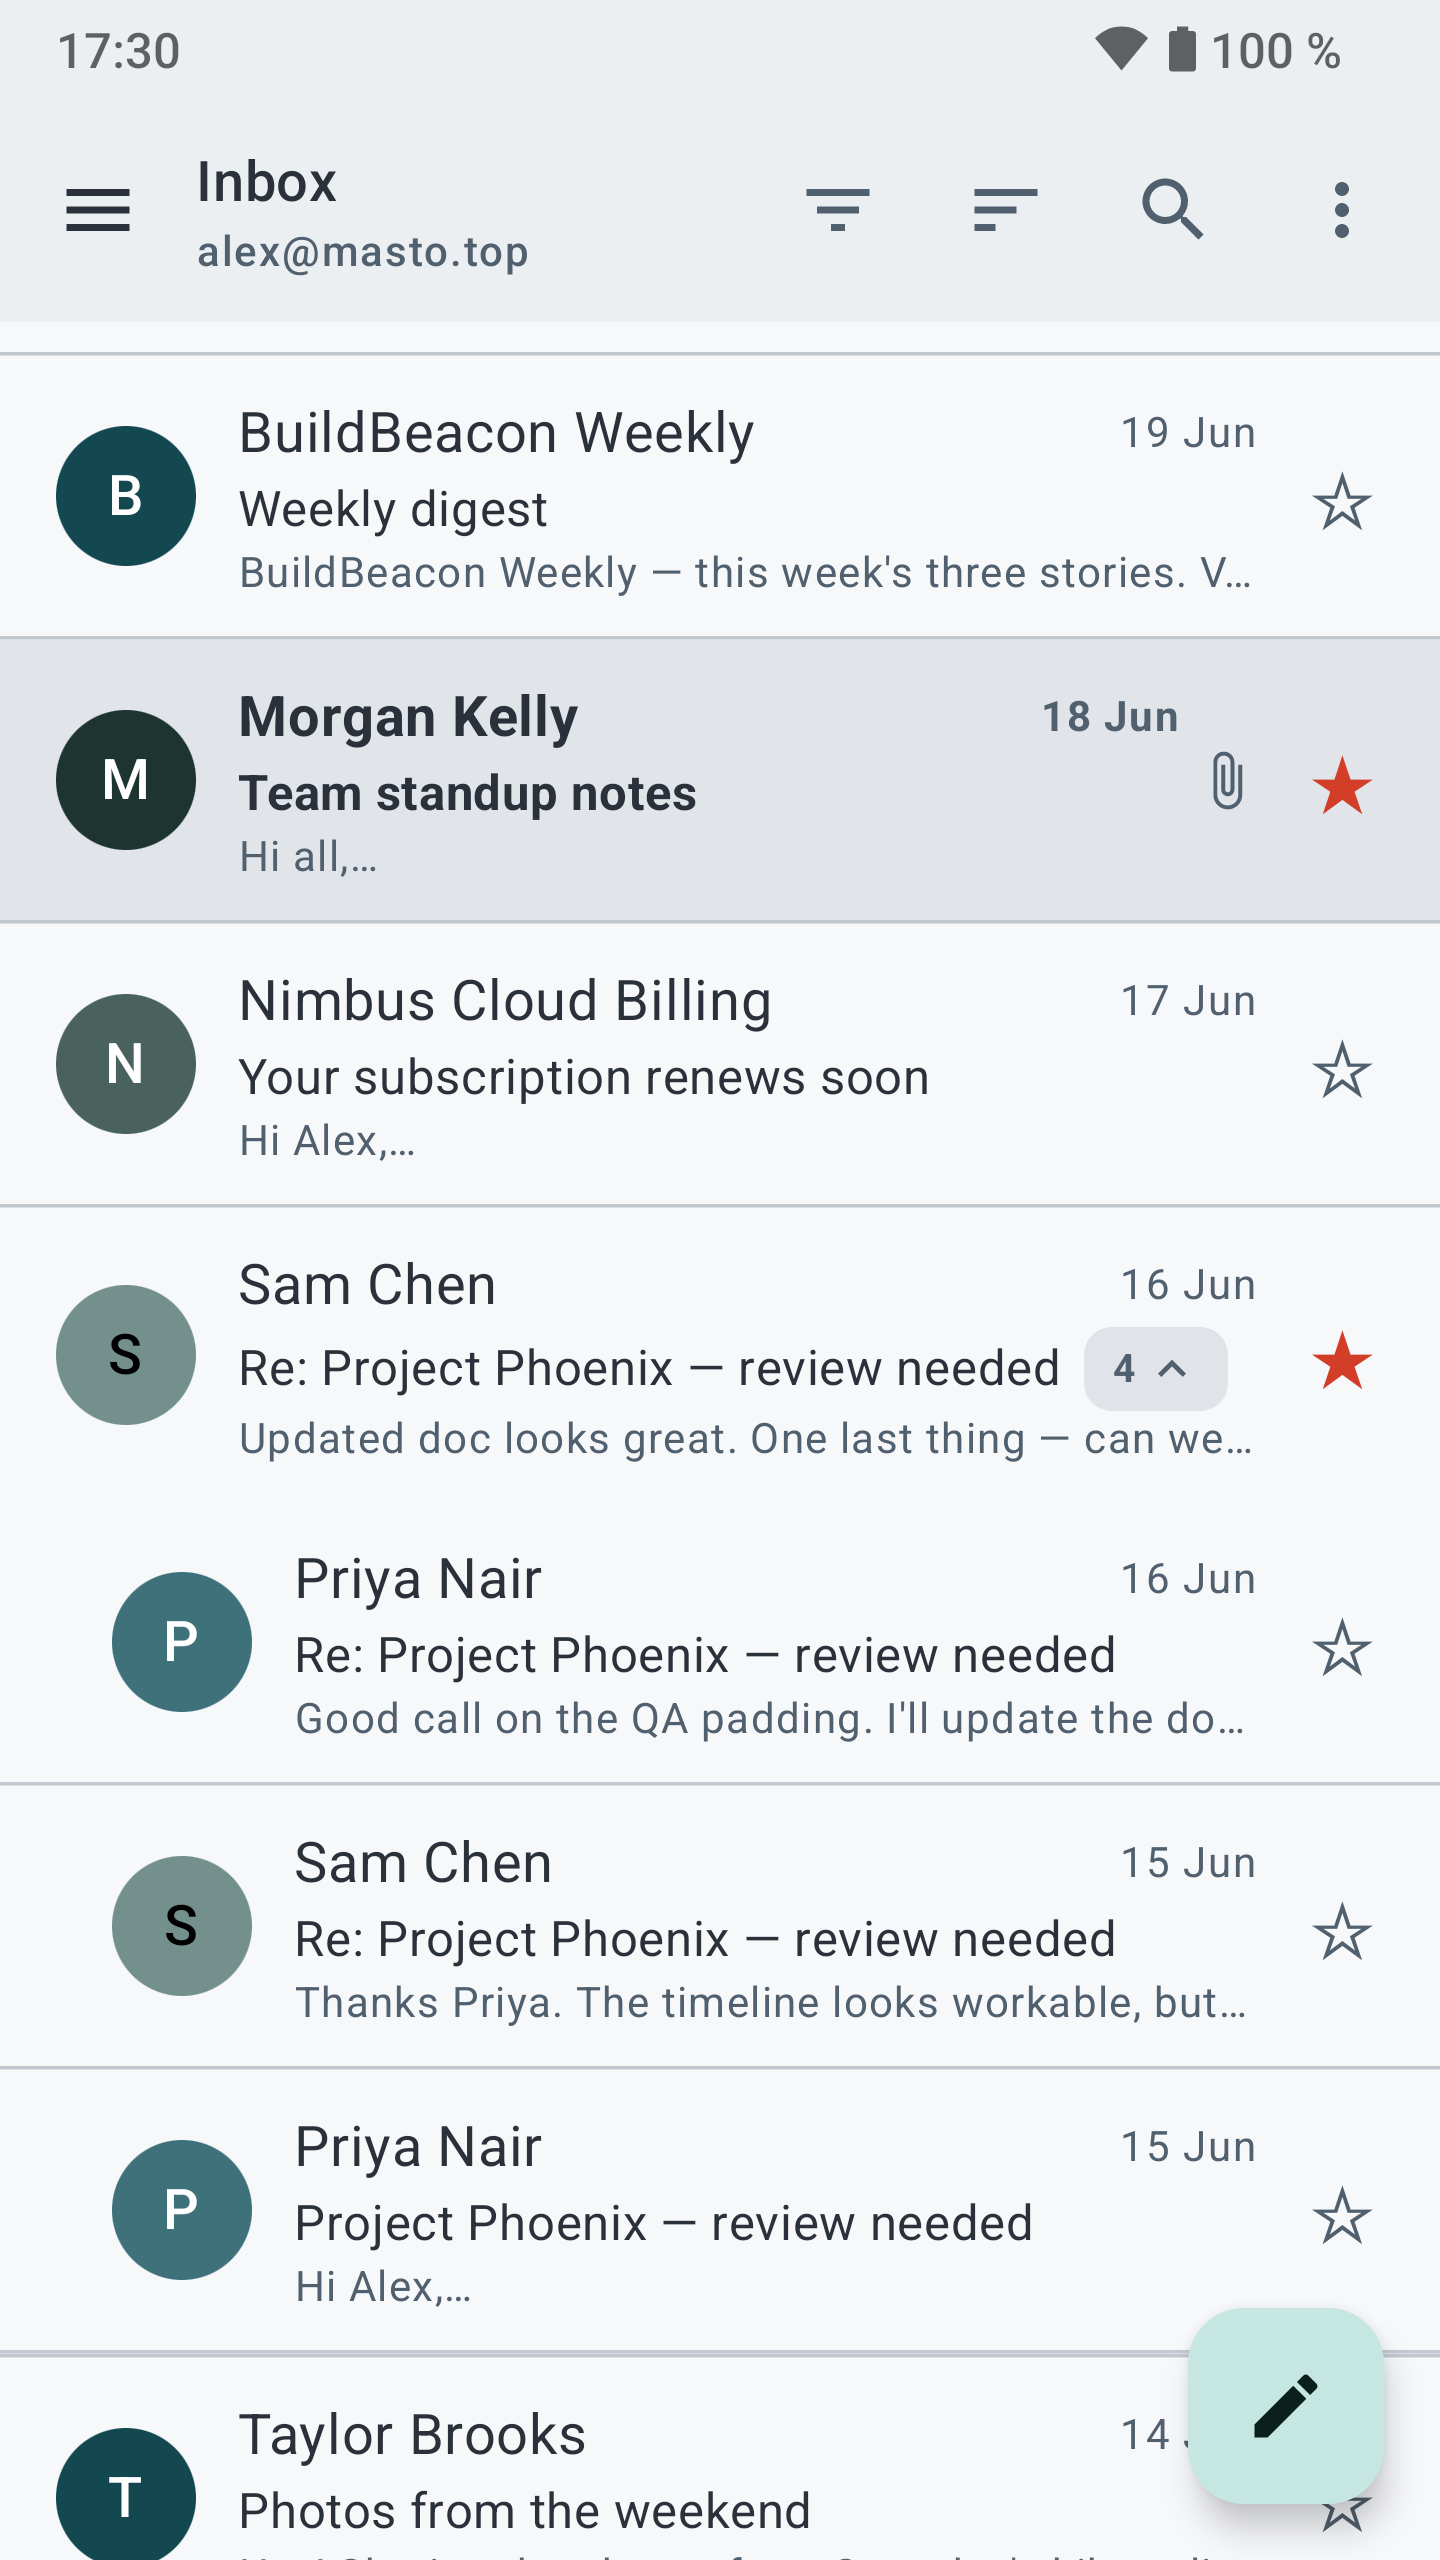 17:30
100 %
Inbox
alex@masto.top
BuildBeacon Weekly
19 Jun
B
Weekly digest
BuildBeacon Weekly — this week's three stories. V…
Morgan Kelly
18 Jun
M
Team standup notes
Hi all,…
Nimbus Cloud Billing
17 Jun
N
Your subscription renews soon
Hi Alex,…
Sam Chen
16 Jun
S
Re: Project Phoenix — review needed
4
Updated doc looks great. One last thing — can we…
Priya Nair
16 Jun
P
Re: Project Phoenix — review needed
Good call on the QA padding. I'll update the do…
Sam Chen
15 Jun
S
Re: Project Phoenix — review needed
Thanks Priya. The timeline looks workable, but…
Priya Nair
15 Jun
P
Project Phoenix — review needed
Hi Alex,…
Taylor Brooks
14
T
Photos from the weekend